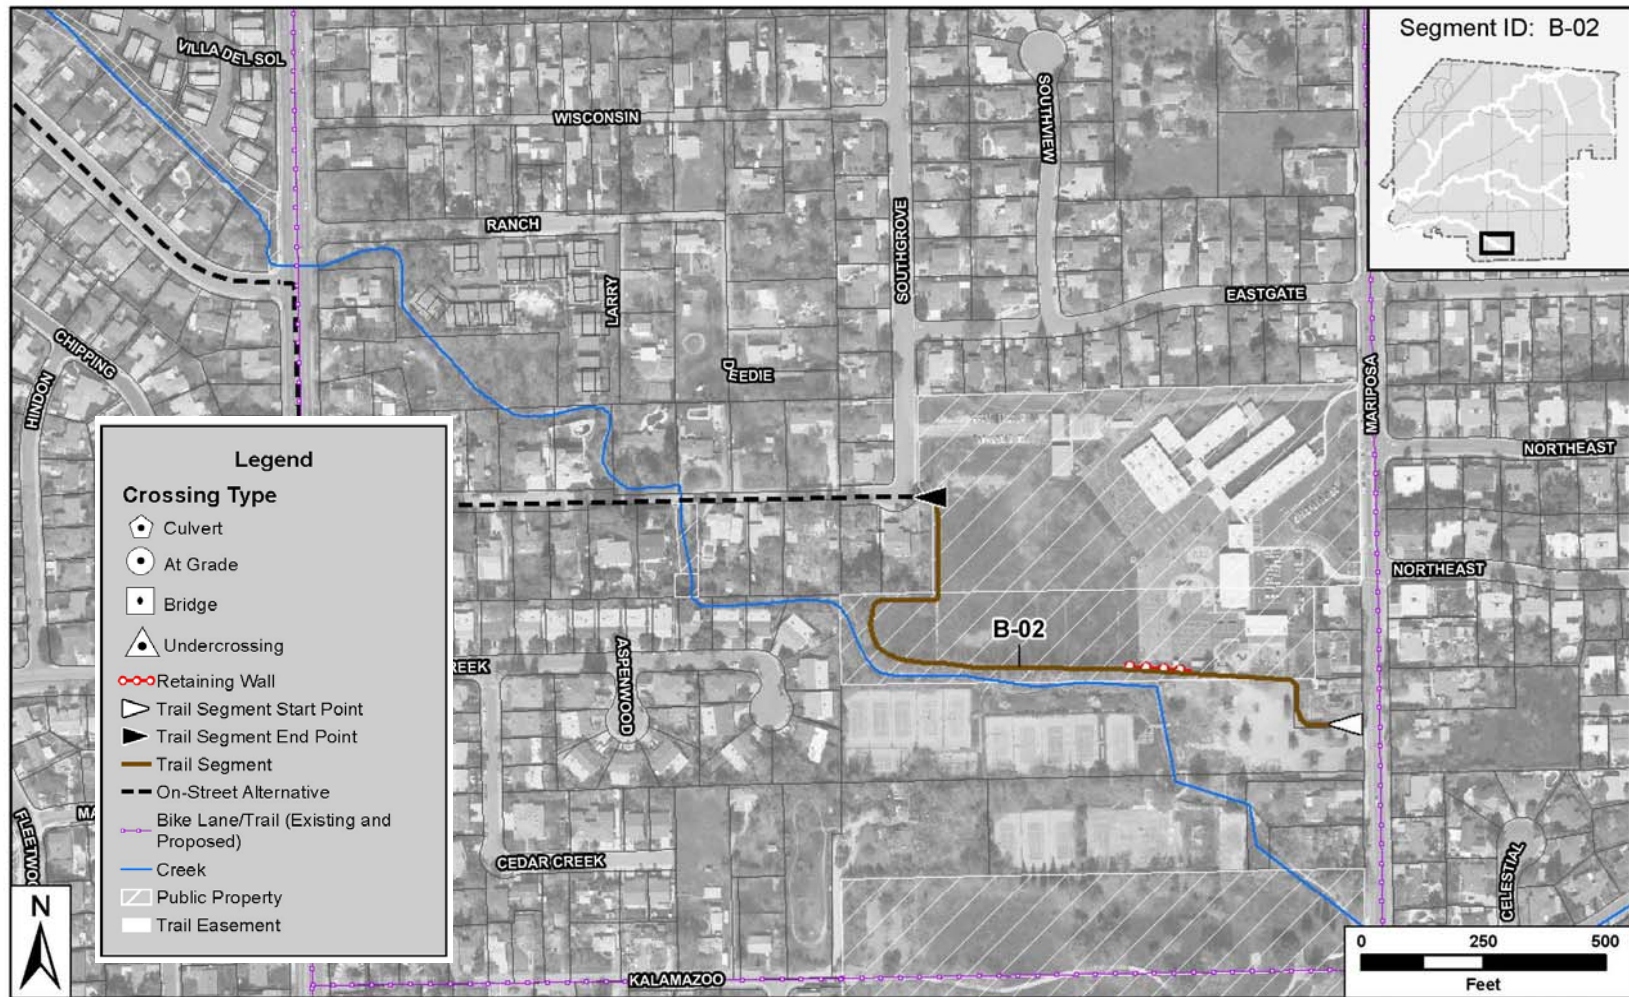 Segment ID: B-02
VILLA DEL SOL
WISCONSIN
SOUTHVIEW
RANCH
SOUTHGROVE
LARRY
EASTGATE
CHIPPING
HINDON
DEEDIE
MARIPOSA
NORTHEAST
NORTHEAST
B-02
ASPENWOOD
REEK
CEDAR CREEK
MA
FLEETWO
CELESTIAL
KALAMAZOO
Legend
Crossing Type
Culvert
At Grade
Bridge
Undercrossing
Retaining Wall
Trail Segment Start Point
Trail Segment End Point
Trail Segment
On-Street Alternative
Bike Lane/Trail (Existing and
Proposed)
Creek
Public Property
Trail Easement
N
0 250 500
Feet